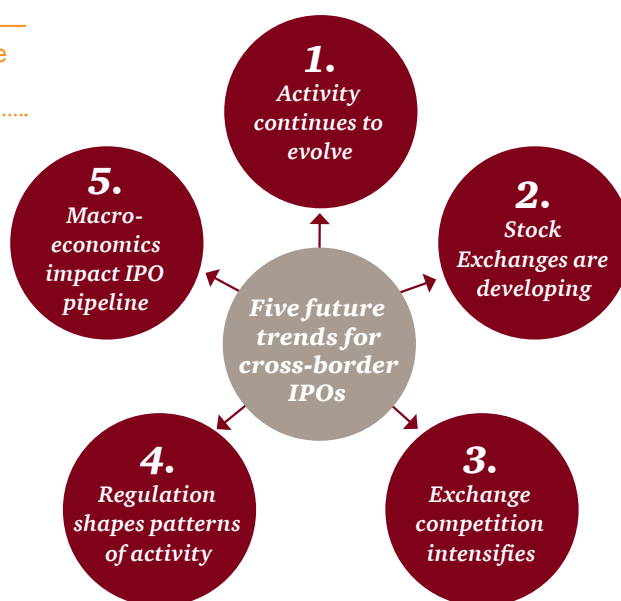 e
1.
Activity
continues to
evolve
2.
Stock
Exchanges are
developing
3.
Exchange
competition
intensifies
4.
Regulation
shapes patterns
of activity
5.
Macro-
economics
impact IPO
pipeline
Five future
trends for
cross-border
IPOs